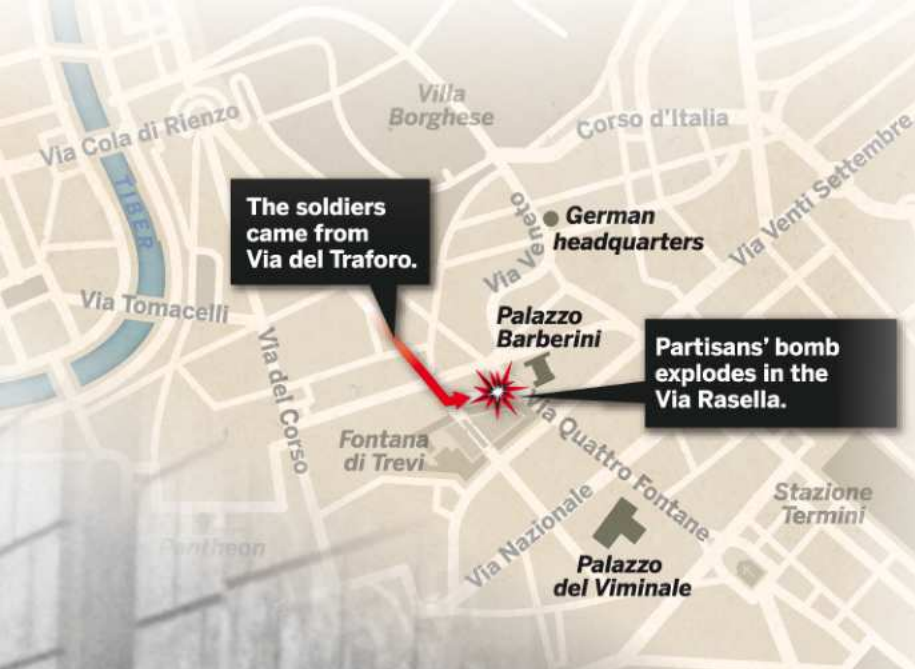 Villa
Borghese
Corso d'Italia
Via Cola di Rienzo
Via Venti Settembre
TIBER
The soldiers
came from
Via del Traforo.
German
headquarters
Via Veneto
Via Tomacelli
Palazzo
Barberini
Via del Corso
Partisans' bomb
explodes in the
Via Rasella.
Via Quattro Fontane
Fontana
di Trevi
Stazione
Termini
Via Nazionale
Pantheon
Palazzo
del Viminale